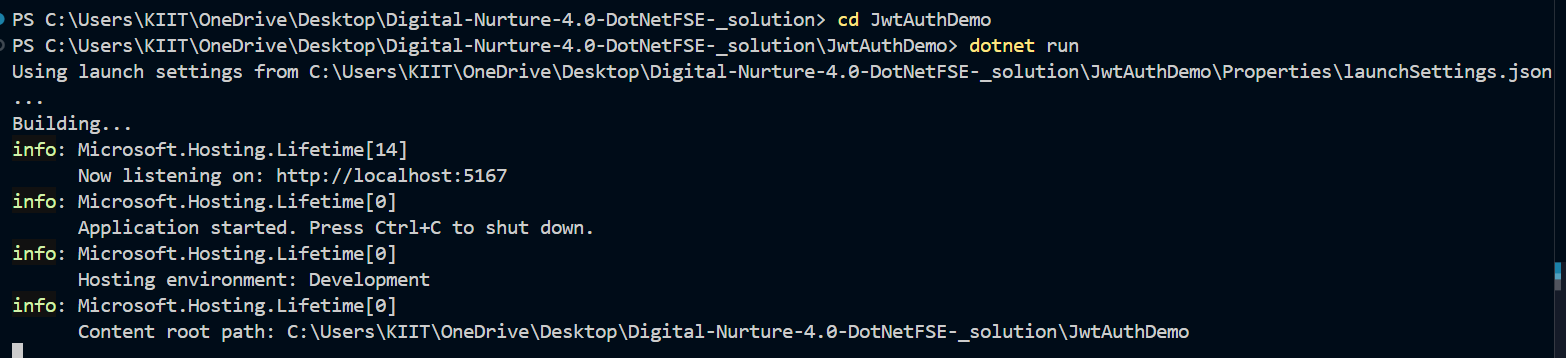 PS C:\Users\KIIT\OneDrive\Desktop\Digital-Nurture-4.0-DotNetFSE-_solution> cd JwtAuthDemo
PS C:\Users\KIIT\OneDrive\Desktop\Digital-Nurture-4.0-DotNetFSE-_solution\JwtAuthDemo> dotnet run
Using launch settings from C:\Users\KIIT\OneDrive\Desktop\Digital-Nurture-4.0-DotNetFSE-_solution\JwtAuthDemo\Properties\launchSettings.json
...
Building...
info: Microsoft.Hosting.Lifetime[14]
      Now listening on: http://localhost:5167
info: Microsoft.Hosting.Lifetime[0]
      Application started. Press Ctrl+C to shut down.
info: Microsoft.Hosting.Lifetime[0]
      Hosting environment: Development
info: Microsoft.Hosting.Lifetime[0]
      Content root path: C:\Users\KIIT\OneDrive\Desktop\Digital-Nurture-4.0-DotNetFSE-_solution\JwtAuthDemo